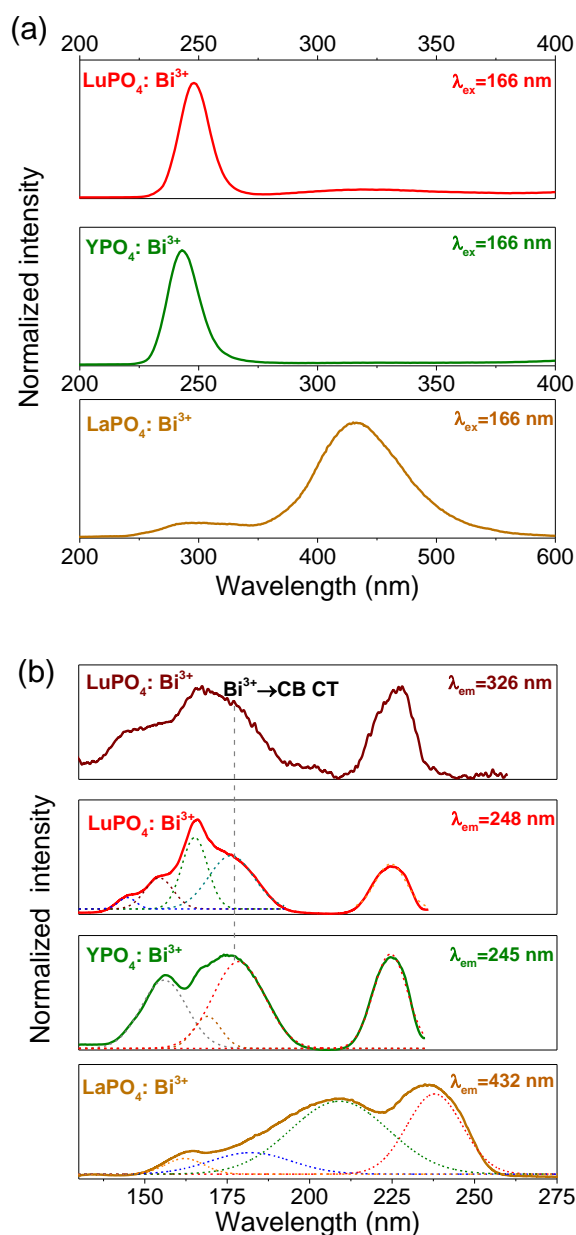 (a)
200 250 300 350 400
LuPO₄: Bi³⁺ λex=166 nm
YPO₄: Bi³⁺ λex=166 nm
200 250 300 350 400
LaPO₄: Bi³⁺ λex=166 nm
200 300 400 500 600
Wavelength (nm)
Normalized intensity
(b)
LuPO₄: Bi³⁺ λem=326 nm
Bi³⁺→CB CT
LuPO₄: Bi³⁺ λem=248 nm
YPO₄: Bi³⁺ λem=245 nm
LaPO₄: Bi³⁺ λem=432 nm
150 175 200 225 250 275
Wavelength (nm)
Normalized intensity